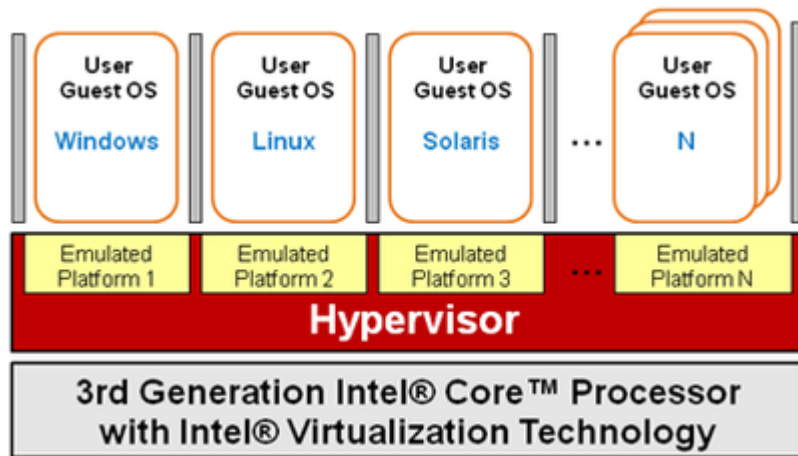 User
Guest OS
Windows
User
Guest OS
Linux
User
Guest OS
Solaris
...
User
Guest OS
N
Emulated
Platform 1
Emulated
Platform 2
Emulated
Platform 3
...
Emulated
Platform N
Hypervisor
3rd Generation Intel® Core™ Processor
with Intel® Virtualization Technology